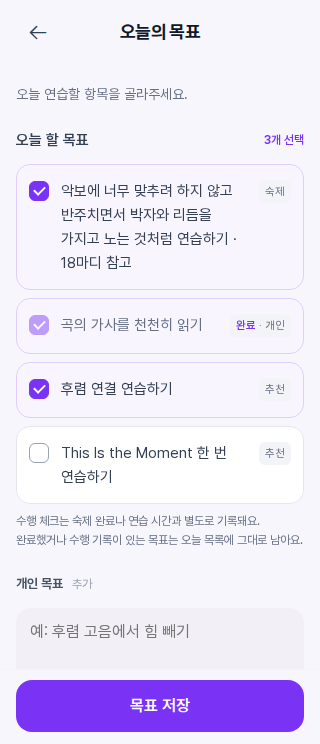 오늘의 목표
오늘 연습할 항목을 골라주세요.
오늘 할 목표 3개 선택
악보에 너무 맞추려 하지 않고 숙제
반주치면서 박자와 리듬을
가지고 노는 것처럼 연습하기 ·
18마디 참고
곡의 가사를 천천히 읽기 완료 · 개인
후렴 연결 연습하기 추천
This Is the Moment 한 번 추천
연습하기
수행 체크는 숙제 완료나 연습 시간과 별도로 기록돼요.
완료했거나 수행 기록이 있는 목표는 오늘 목록에 그대로 남아요.
개인 목표 추가
예: 후렴 고음에서 힘 빼기
목표 저장